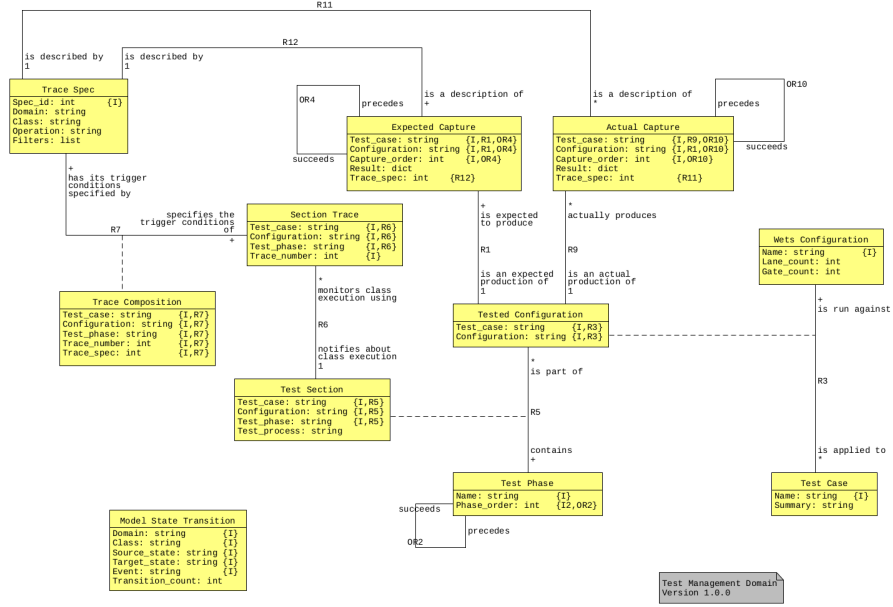 R11
R12
is described by
1
is described by
1
Trace Spec
Spec_id: int {I}
Domain: string
Class: string
Operation: string
Filters: list
OR4
precedes
succeeds
is a description of
+
Expected Capture
Test_case: string {I,R1,OR4}
Configuration: string {I,R1,OR4}
Capture_order: int {I,OR4}
Result: dict
Trace_spec: int {R12}
is a description of
*
OR10
precedes
succeeds
Actual Capture
Test_case: string {I,R9,OR10}
Configuration: string {I,R1,OR10}
Capture_order: int {I,OR10}
Result: dict
Trace_spec: int {R11}
+
has its trigger
conditions
specified by
R7
specifies the
trigger conditions
of
+
Section Trace
Test_case: string {I,R6}
Configuration: string {I,R6}
Test_phase: string {I,R6}
Trace_number: int {I}
+
is expected
to produce
R1
is an expected
production of
1
*
actually produces
R9
is an actual
production of
1
Wets Configuration
Name: string {I}
Lane_count: int
Gate_count: int
+
is run against
Trace Composition
Test_case: string {I,R7}
Configuration: string {I,R7}
Test_phase: string {I,R7}
Trace_number: int {I,R7}
Trace_spec: int {I,R7}
*
monitors class
execution using
R6
notifies about
class execution
1
Tested Configuration
Test_case: string {I,R3}
Configuration: string {I,R3}
*
is part of
R3
Test Section
Test_case: string {I,R5}
Configuration: string {I,R5}
Test_phase: string {I,R5}
Test_process: string
R5
contains
+
is applied to
*
Test Phase
Name: string {I}
Phase_order: int {I2,OR2}
succeeds
precedes
OR2
Test Case
Name: string {I}
Summary: string
Model State Transition
Domain: string {I}
Class: string {I}
Source_state: string {I}
Target_state: string {I}
Event: string {I}
Transition_count: int
Test Management Domain
Version 1.0.0